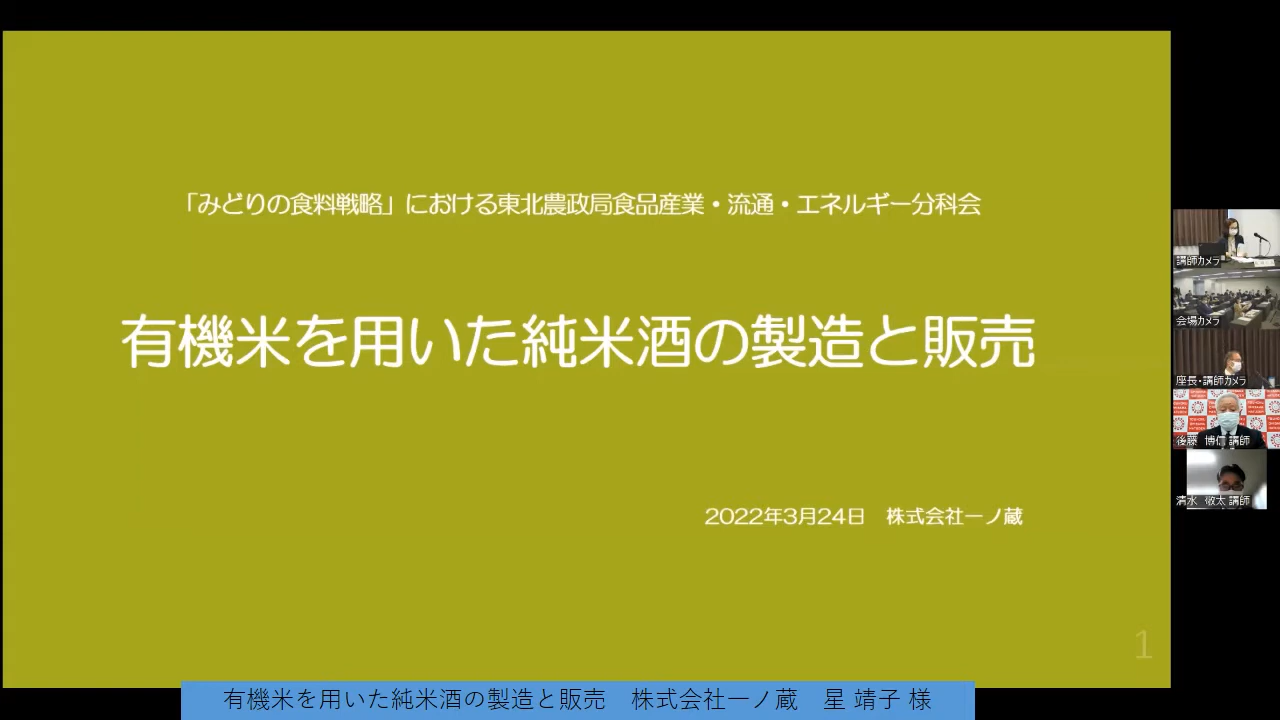 「みどりの食料戦略」における東北農政局食品産業・流通・エネルギー分科会
有機米を用いた純米酒の製造と販売
2022年3月24日　株式会社一ノ蔵
1
講師カメラ
会場カメラ
座長・講師カメラ
後藤　博信 講師
清水　敬太 講師
有機米を用いた純米酒の製造と販売　株式会社一ノ蔵　星 靖子 様